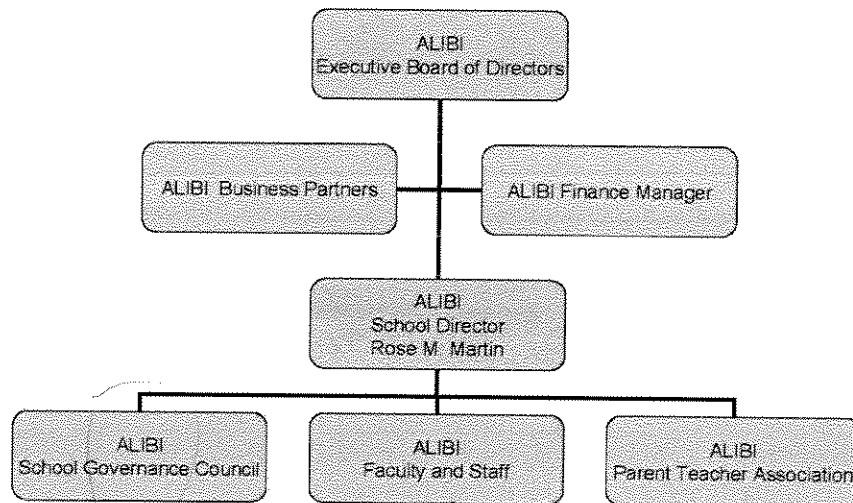 ALIBI
Executive Board of Directors
ALIBI Business Partners
ALIBI Finance Manager
ALIBI
School Director
Rose M. Martin
ALIBI
School Governance Council
ALIBI
Faculty and Staff
ALIBI
Parent Teacher Association